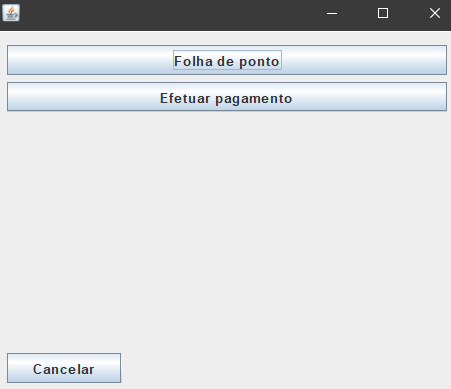 Folha de ponto
Efetuar pagamento
Cancelar